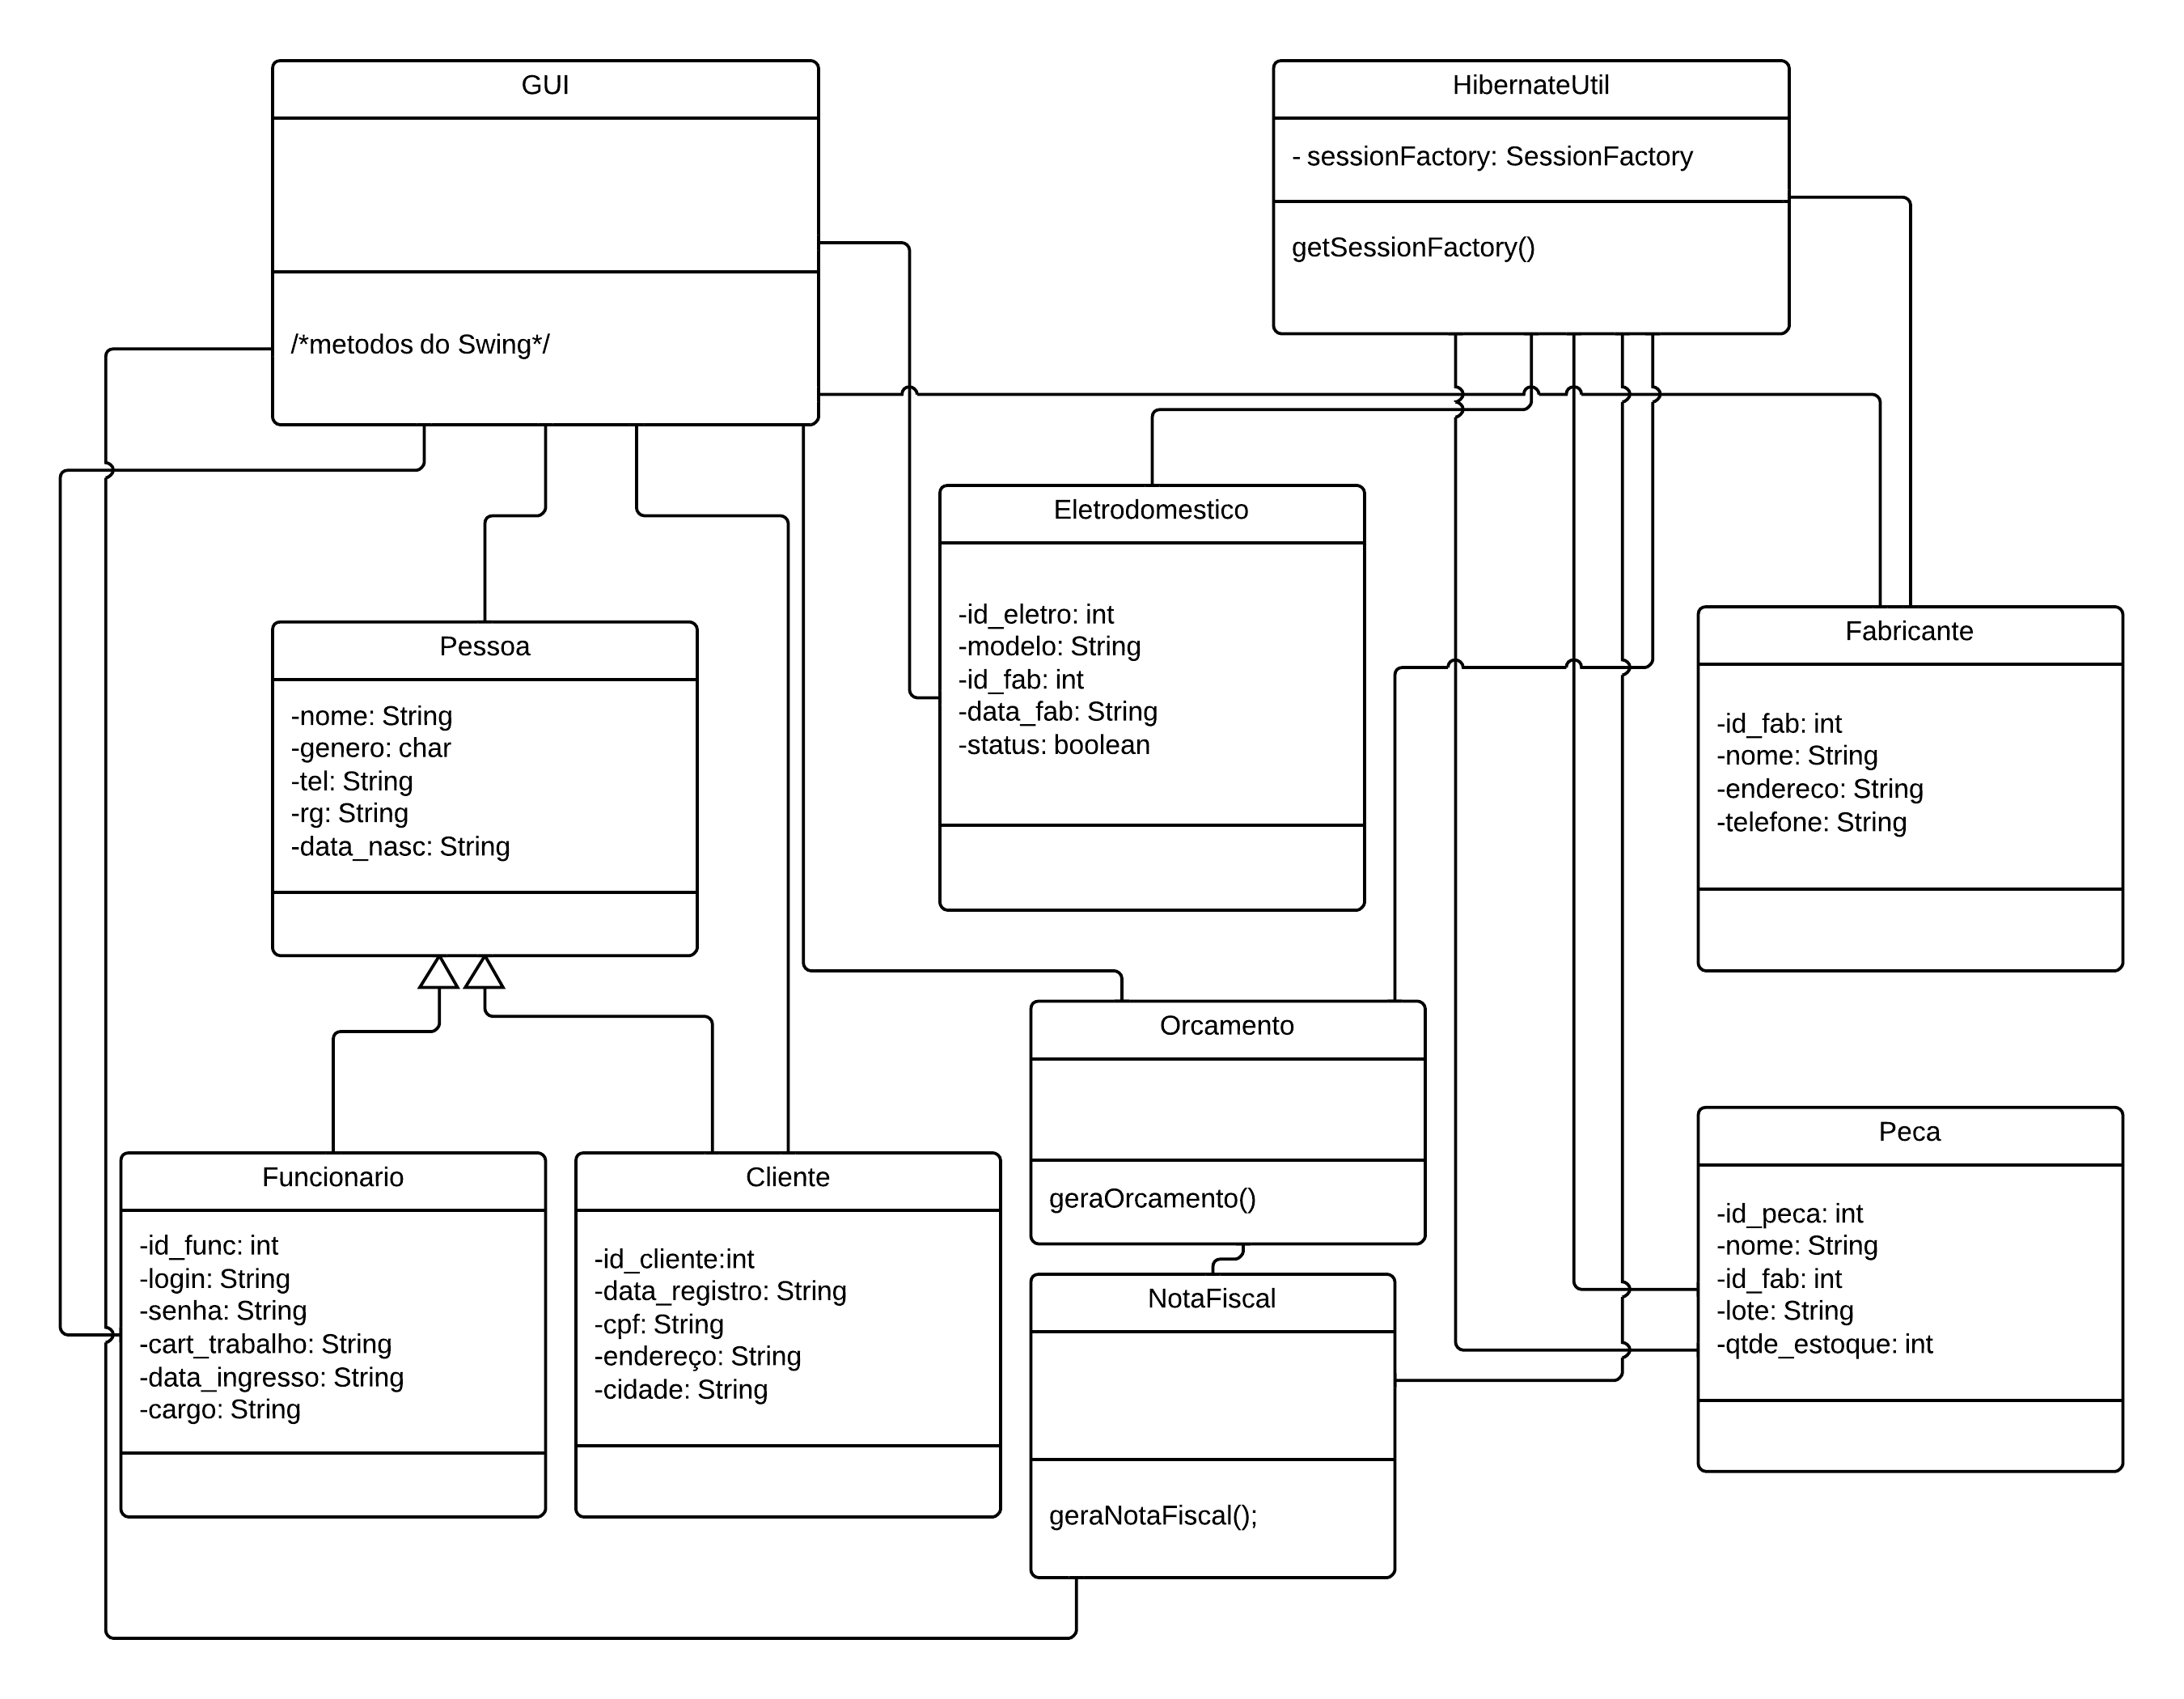 GUI
/*metodos do Swing*/
HibernateUtil
- sessionFactory: SessionFactory
getSessionFactory()
Eletrodomestico
-id_eletro: int
-modelo: String
-id_fab: int
-data_fab: String
-status: boolean
Pessoa
-nome: String
-genero: char
-tel: String
-rg: String
-data_nasc: String
Fabricante
-id_fab: int
-nome: String
-endereco: String
-telefone: String
Orcamento
geraOrcamento()
Peca
-id_peca: int
-nome: String
-id_fab: int
-lote: String
-qtde_estoque: int
Funcionario
-id_func: int
-login: String
-senha: String
-cart_trabalho: String
-data_ingresso: String
-cargo: String
Cliente
-id_cliente:int
-data_registro: String
-cpf: String
-endereço: String
-cidade: String
NotaFiscal
geraNotaFiscal();